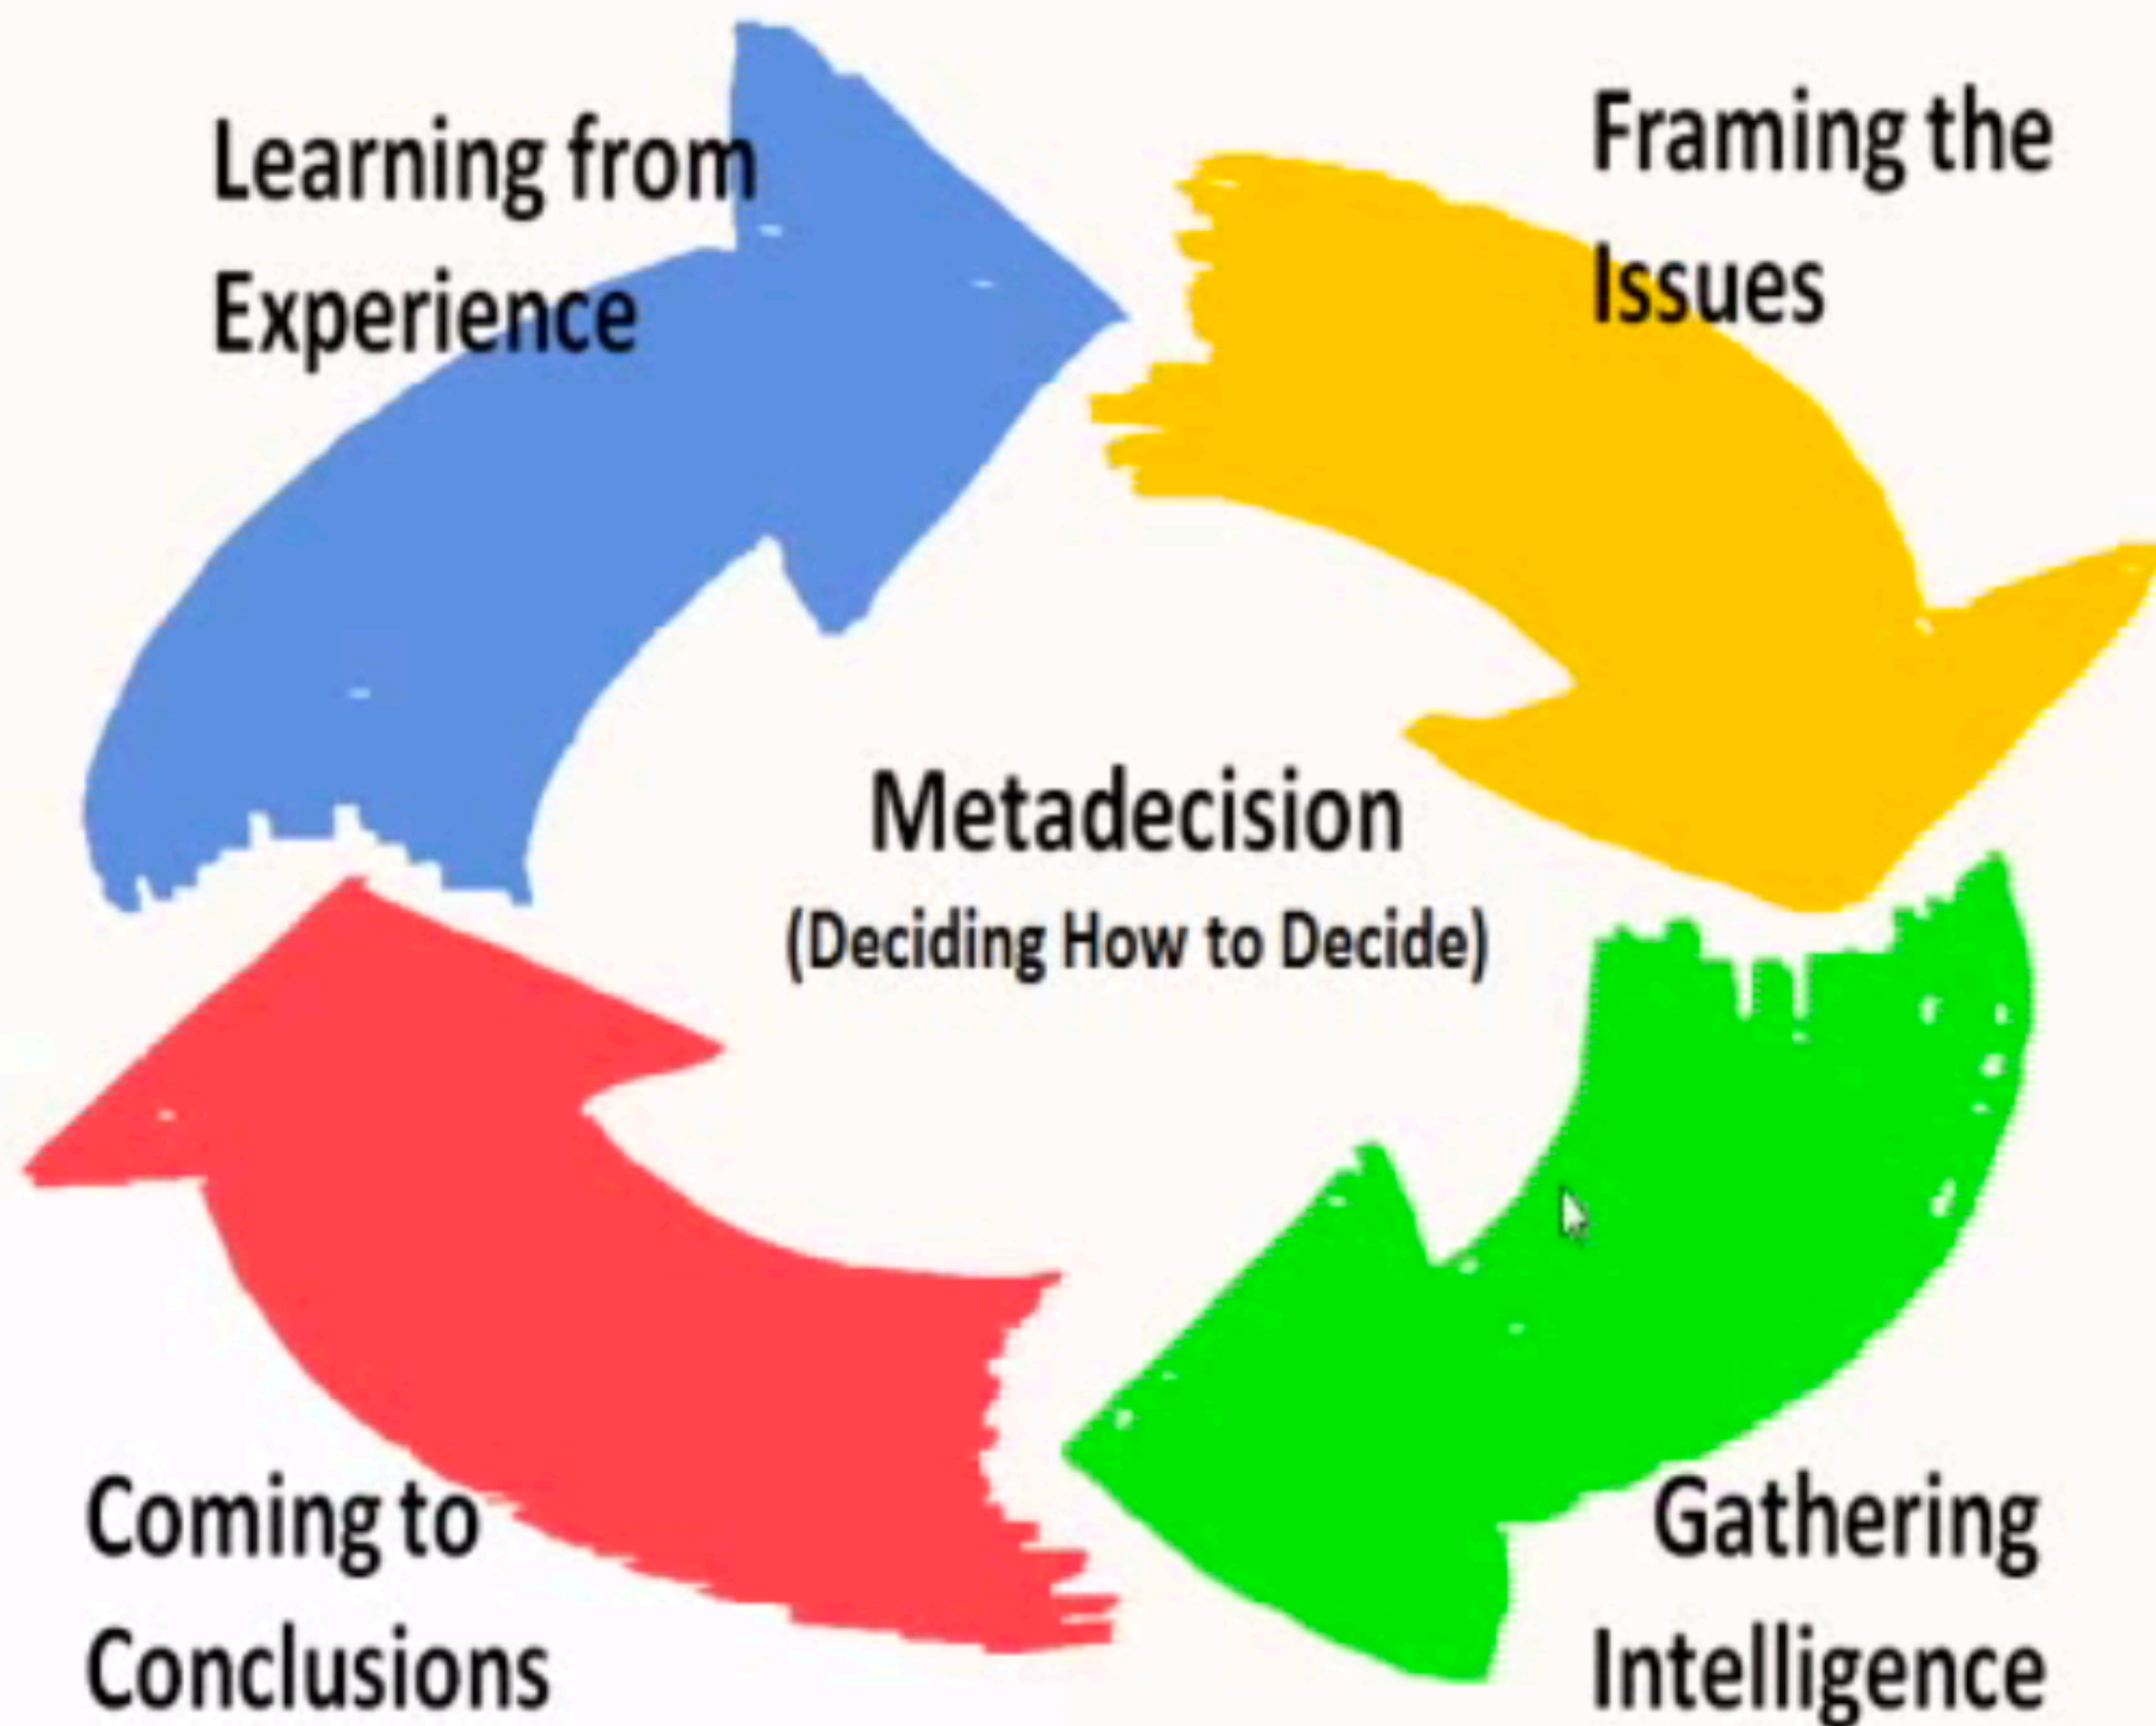 Learning from
Experience
Framing the
Issues
Metadecision
(Deciding How to Decide)
Coming to
Conclusions
Gathering
Intelligence